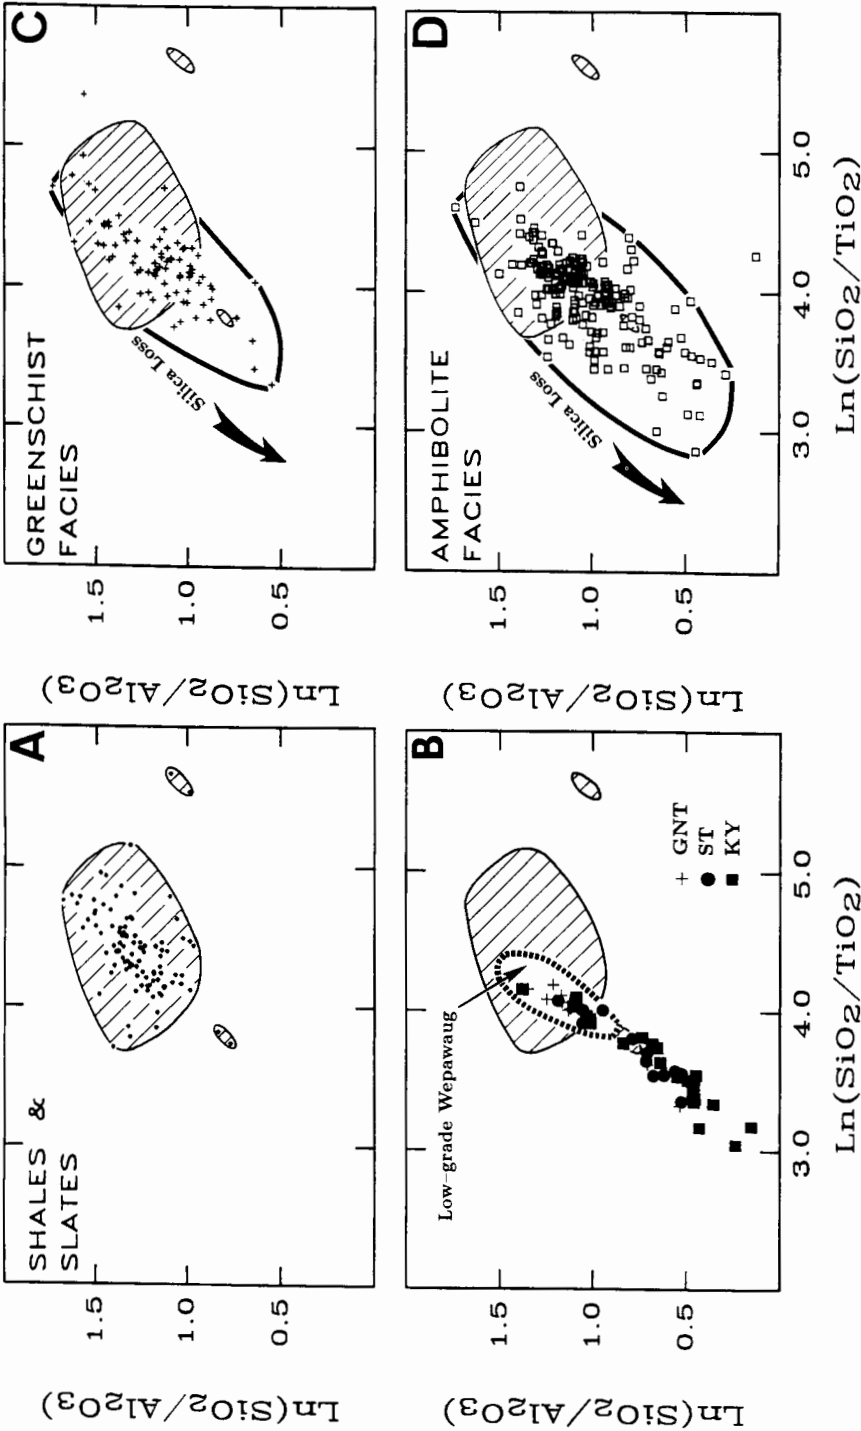 A
SHALES &
SLATES
1.5
1.0
0.5
Ln(SiO2/Al2O3)
C
GREENSCHIST
FACIES
Silica Loss
1.5
1.0
0.5
Ln(SiO2/Al2O3)
B
Low-grade Wepawaug
GNT
ST
KY
1.5
1.0
0.5
3.0
4.0
5.0
Ln(SiO2/Al2O3)
Ln(SiO2/TiO2)
D
AMPHIBOLITE
FACIES
Silica Loss
1.5
1.0
0.5
3.0
4.0
5.0
Ln(SiO2/Al2O3)
Ln(SiO2/TiO2)